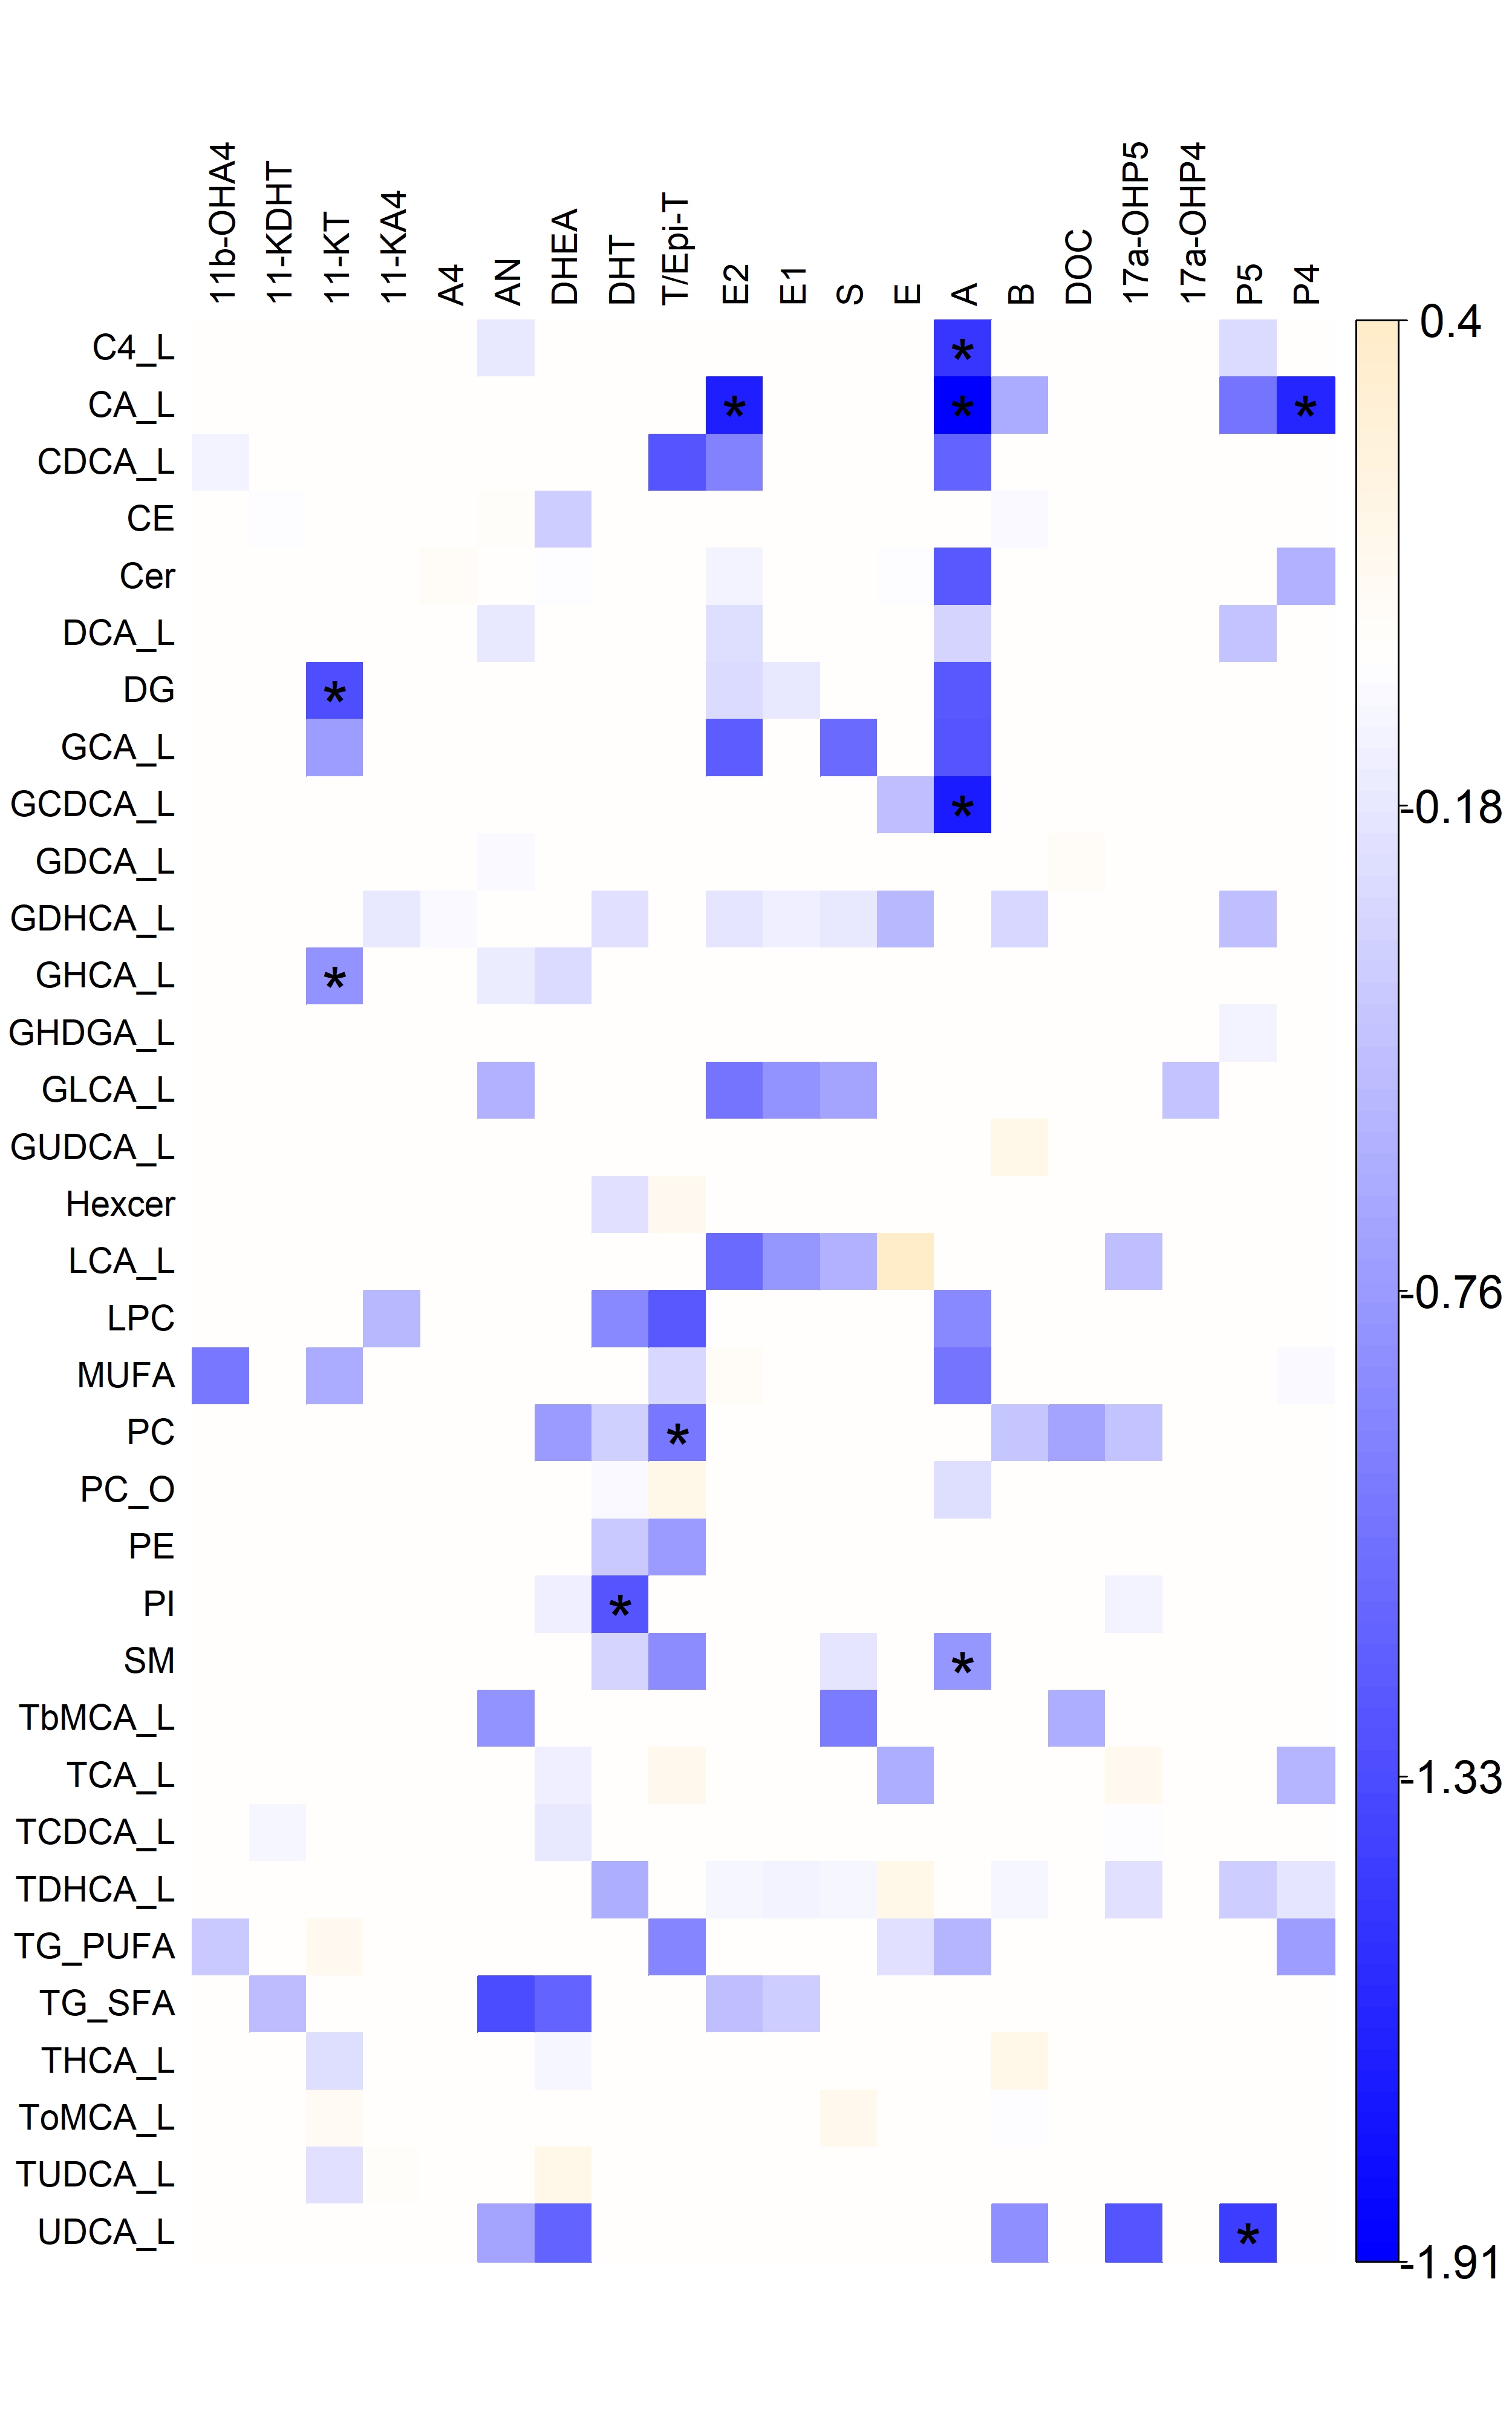 11b-OHA4
11-KDHT
11-KT
11-KA4
A4
AN
DHEA
DHT
T/Epi-T
E2
E1
S
E
A
B
DOC
17a-OHP5
17a-OHP4
P5
P4
C4_L *
CA_L * * *
CDCA_L
CE
Cer
DCA_L
DG *
GCA_L
GCDCA_L *
GDCA_L
GDHCA_L
GHCA_L *
GHDGA_L
GLCA_L
GUDCA_L
Hexcer
LCA_L
LPC
MUFA
PC *
PC_O
PE
PI *
SM *
TbMCA_L
TCA_L
TCDCA_L
TDHCA_L
TG_PUFA
TG_SFA
THCA_L
ToMCA_L
TUDCA_L
UDCA_L *
0.4
-0.18
-0.76
-1.33
-1.91